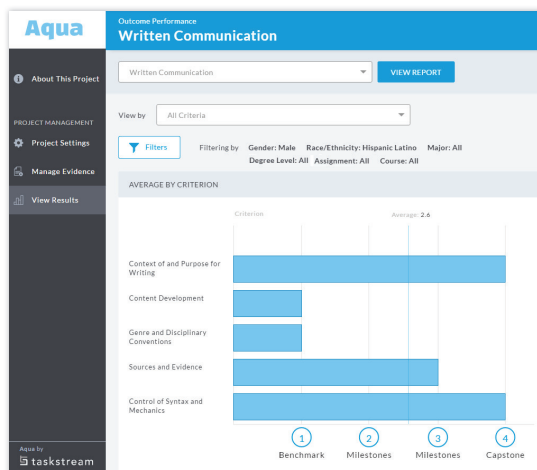 Aqua
Outcome Performance
Written Communication
About This Project
PROJECT MANAGEMENT
Project Settings
Manage Evidence
View Results
Written Communication
VIEW REPORT
View by
All Criteria
Filters
Filtering by Gender: Male Race/Ethnicity: Hispanic Latino Major: All
Degree Level: All Assignment: All Course: All
AVERAGE BY CRITERION
Criterion
Average: 2.6
Context of and Purpose for
Writing
Content Development
Genre and Disciplinary
Conventions
Sources and Evidence
Control of Syntax and
Mechanics
1 2 3 4
Benchmark Milestones Milestones Capstone
Aqua by
taskstream